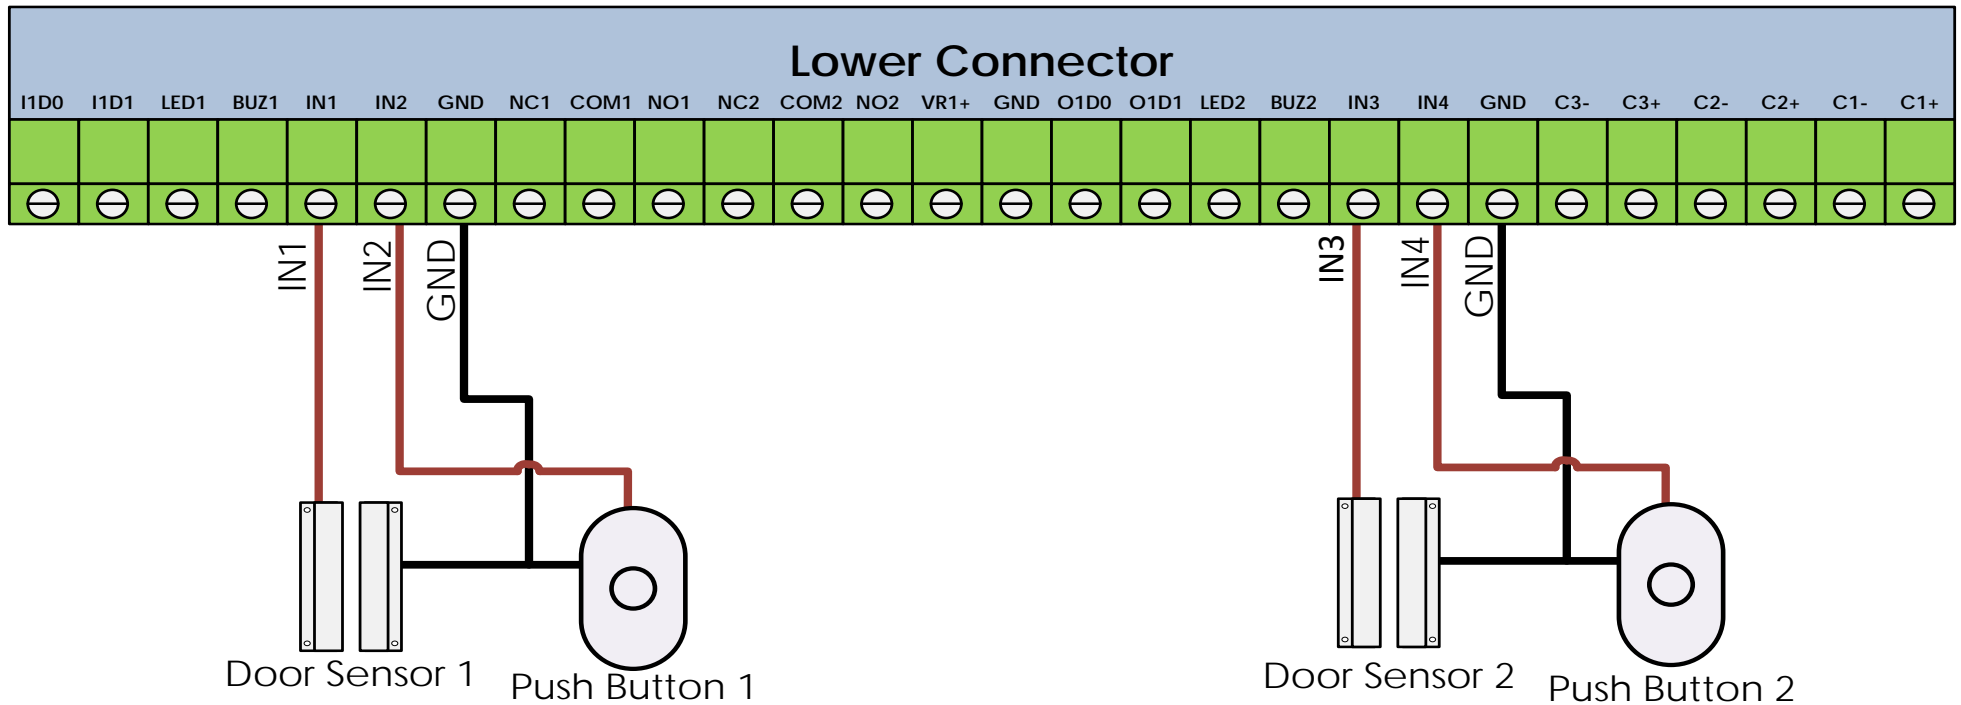 Lower Connector
I1D0 I1D1 LED1 BUZ1 IN1 IN2 GND NC1 COM1 NO1 NC2 COM2 NO2 VR1+ GND O1D0 O1D1 LED2 BUZ2 IN3 IN4 GND C3- C3+ C2- C2+ C1- C1+
IN1 IN2 GND IN3 IN4 GND
Door Sensor 1 Push Button 1 Door Sensor 2 Push Button 2